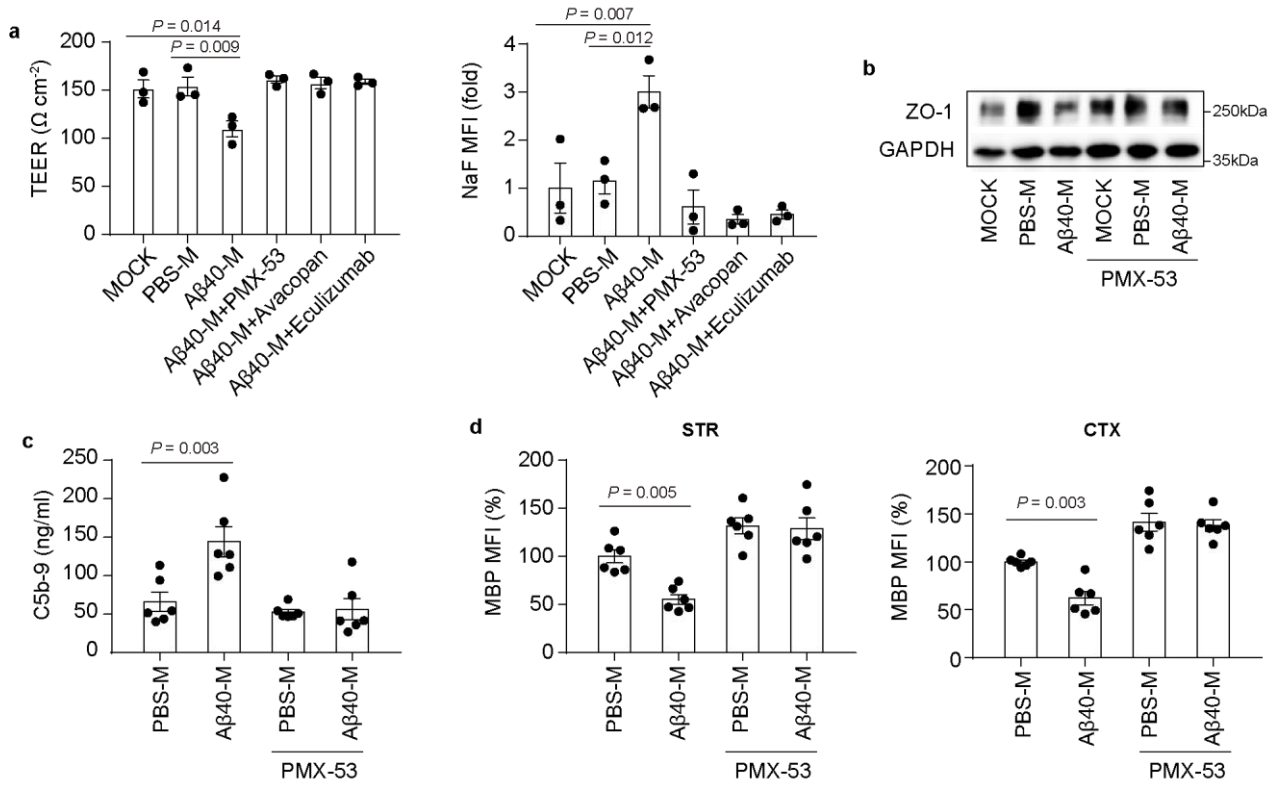 a
P = 0.014
P = 0.009
200
150
100
50
0
TEER (Ω cm⁻²)
MOCK
PBS-M
Aβ40-M
Aβ40-M+PMX-53
Aβ40-M+Avacopan
Aβ40-M+Eculizumab
P = 0.007
P = 0.012
4
3
2
1
0
NaF MFI (fold)
MOCK
PBS-M
Aβ40-M
Aβ40-M+PMX-53
Aβ40-M+Avacopan
Aβ40-M+Eculizumab
b
ZO-1
250kDa
GAPDH
35kDa
MOCK
PBS-M
Aβ40-M
MOCK
PBS-M
Aβ40-M
PMX-53
c
P = 0.003
250
200
150
100
50
0
C5b-9 (ng/ml)
PBS-M
Aβ40-M
PBS-M
Aβ40-M
PMX-53
d
STR
P = 0.005
200
150
100
50
0
MBP MFI (%)
PBS-M
Aβ40-M
PBS-M
Aβ40-M
PMX-53
CTX
P = 0.003
200
150
100
50
0
MBP MFI (%)
PBS-M
Aβ40-M
PBS-M
Aβ40-M
PMX-53